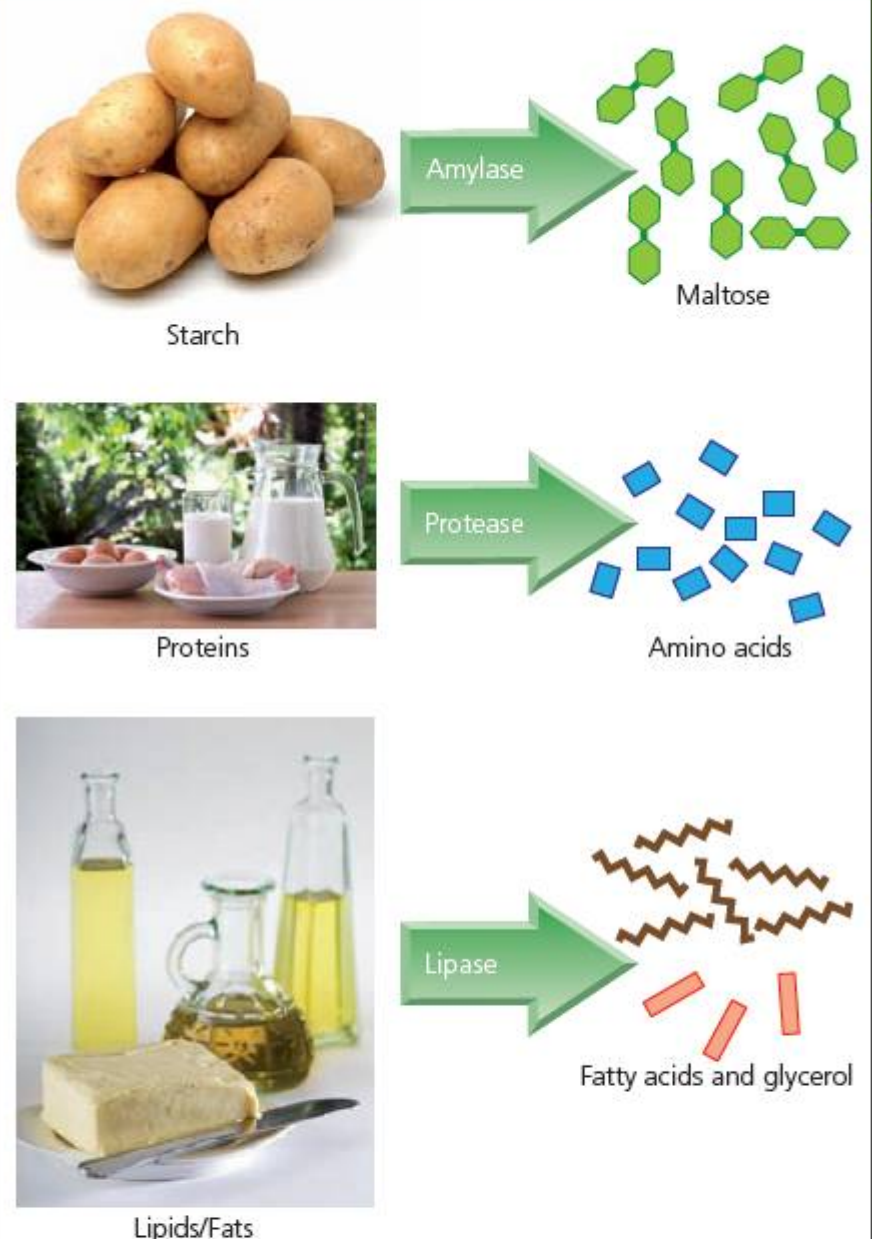 Amylase
Maltose
Starch
Protease
Proteins
Amino acids
Lipase
Fatty acids and glycerol
Lipids/Fats